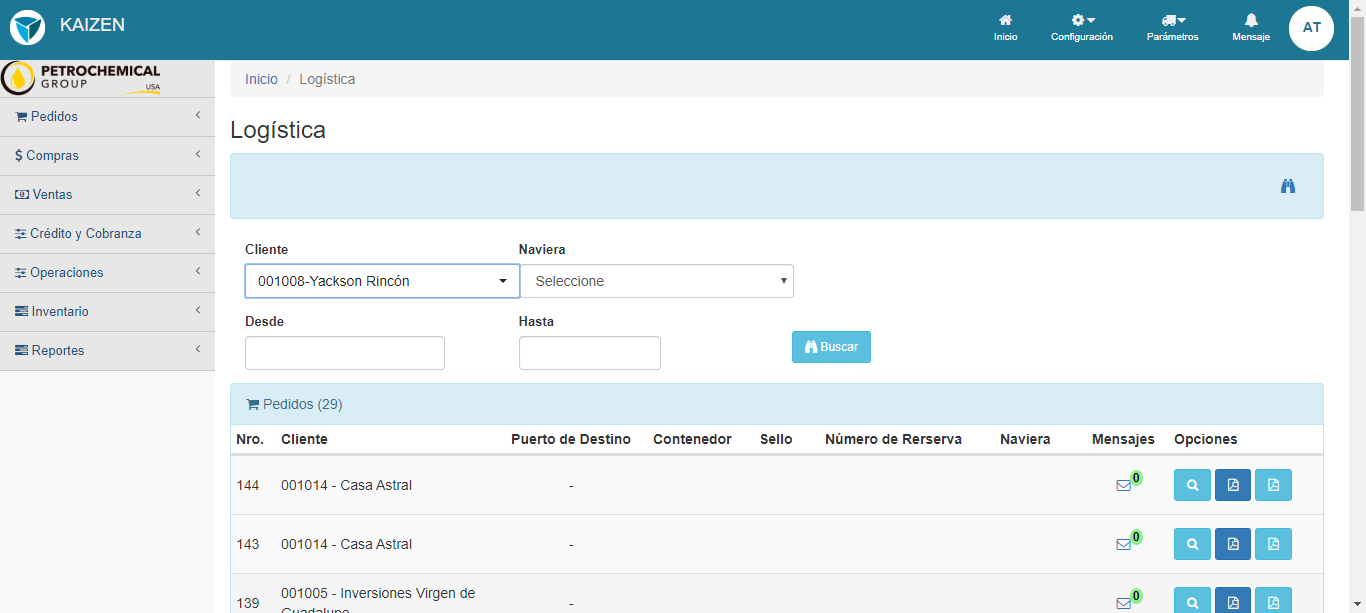 KAIZEN
Inicio
Configuración
Parámetros
Mensaje
AT
PETROCHEMICAL
GROUP
USA
Pedidos
$ Compras
Ventas
Crédito y Cobranza
Operaciones
Inventario
Reportes
Inicio / Logística
Logística
Cliente Naviera
001008-Yackson Rincón Seleccione
Desde Hasta
Buscar
Pedidos (29)
Nro. Cliente Puerto de Destino Contenedor Sello Número de Rerserva Naviera Mensajes Opciones
144 001014 - Casa Astral - 0
143 001014 - Casa Astral - 0
139 001005 - Inversiones Virgen de - 0
Guadalupe